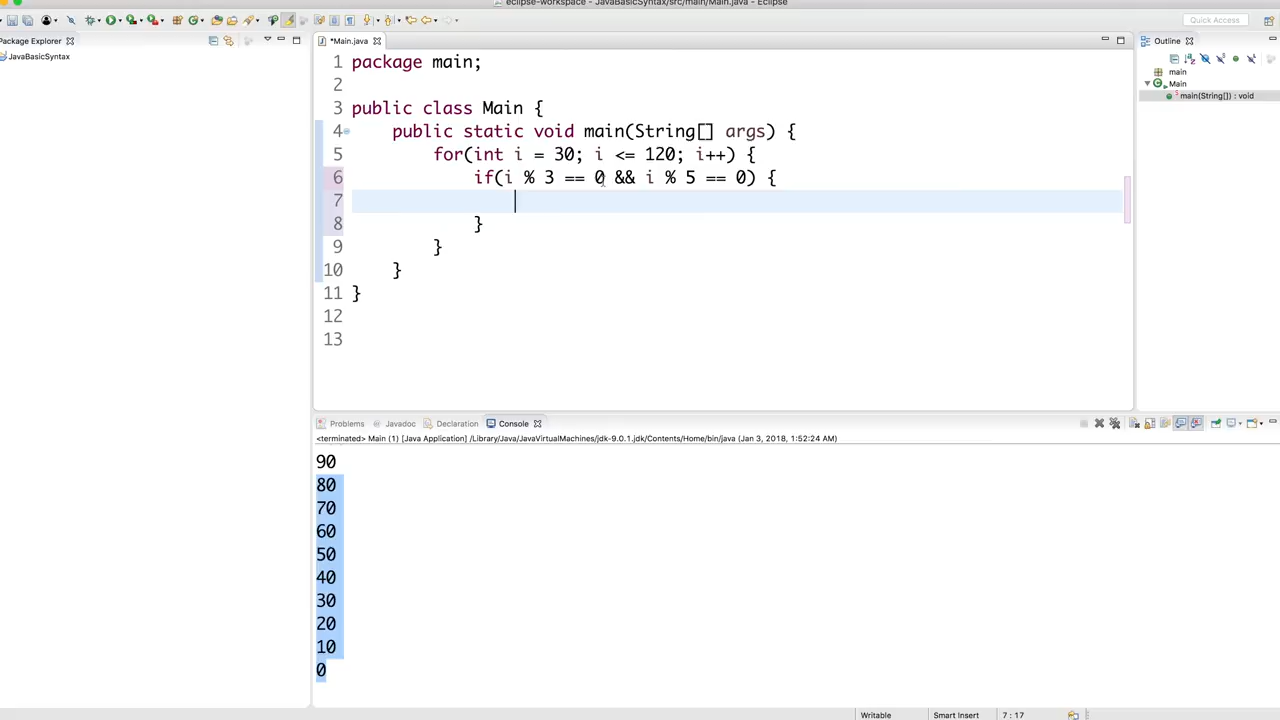 eclipse-workspace - JavaBasicSyntax/src/main/Main.java - Eclipse
Quick Access
Package Explorer
JavaBasicSyntax
*Main.java
1 package main;
2
3 public class Main {
4 public static void main(String[] args) {
5 for(int i = 30; i <= 120; i++) {
6 if(i % 3 == 0 && i % 5 == 0) {
7
8 }
9 }
10 }
11 }
12
13
Outline
main
Main
main(String[]) : void
Problems Javadoc Declaration Console
<terminated> Main (1) [Java Application] /Library/Java/JavaVirtualMachines/jdk-9.0.1.jdk/Contents/Home/bin/java (Jan 3, 2018, 1:52:24 AM)
90
80
70
60
50
40
30
20
10
0
Writable Smart Insert 7 : 17